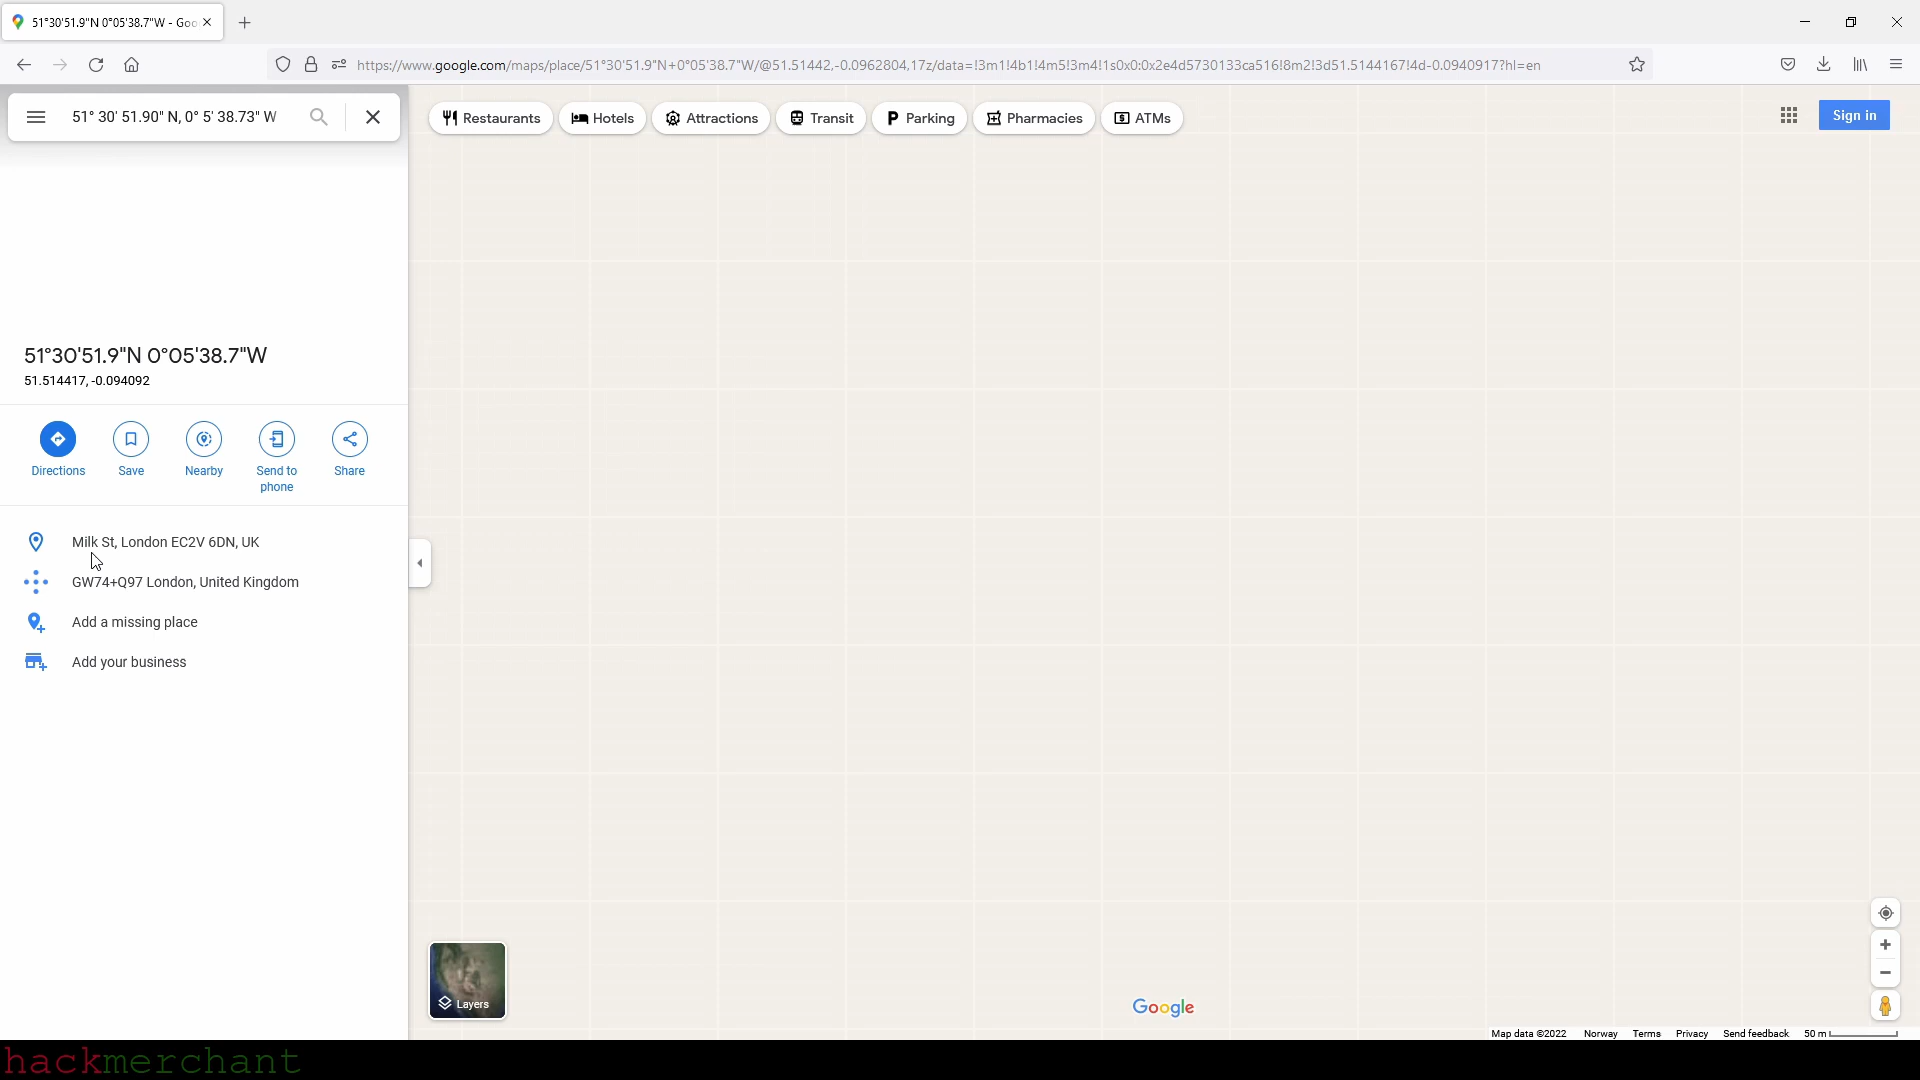 51°30'51.9"N 0°05'38.7"W - Goo
https://www.google.com/maps/place/51°30'51.9"N+0°05'38.7"W/@51.51442,-0.0962804,17z/data=!3m1!4b1!4m5!3m4!1s0x0:0x2e4d5730133ca516!8m2!3d51.5144167!4d-0.0940917?hl=en
51° 30' 51.90" N, 0° 5' 38.73" W
Restaurants
Hotels
Attractions
Transit
Parking
Pharmacies
ATMs
Sign in
51°30'51.9"N 0°05'38.7"W
51.514417, -0.094092
Directions
Save
Nearby
Send to
phone
Share
Milk St, London EC2V 6DN, UK
GW74+Q97 London, United Kingdom
Add a missing place
Add your business
Layers
Google
Map data ©2022 Norway Terms Privacy Send feedback 50 m
hackmerchant